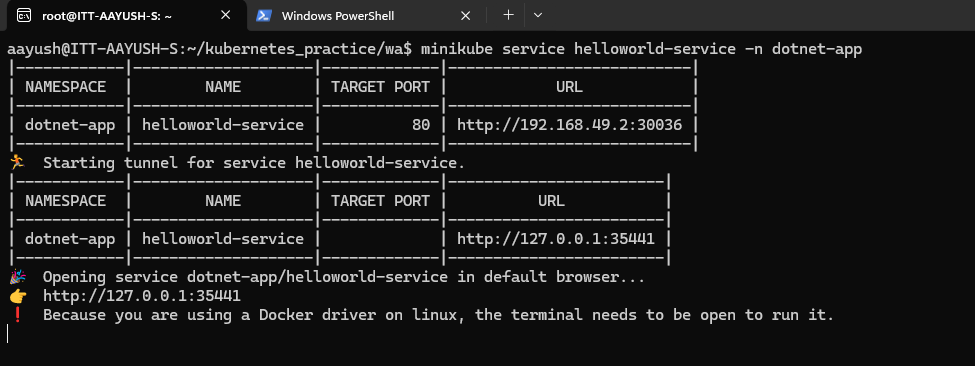 root@ITT-AAYUSH-S: ~
Windows PowerShell
aayush@ITT-AAYUSH-S:~/kubernetes_practice/wa$ minikube service helloworld-service -n dotnet-app
|------------|--------------------|-------------|---------------------------|
| NAMESPACE | NAME | TARGET PORT | URL |
|------------|--------------------|-------------|---------------------------|
| dotnet-app | helloworld-service | 80 | http://192.168.49.2:30036 |
|------------|--------------------|-------------|---------------------------|
🏃 Starting tunnel for service helloworld-service.
|------------|--------------------|-------------|------------------------|
| NAMESPACE | NAME | TARGET PORT | URL |
|------------|--------------------|-------------|------------------------|
| dotnet-app | helloworld-service | | http://127.0.0.1:35441 |
|------------|--------------------|-------------|------------------------|
🎉 Opening service dotnet-app/helloworld-service in default browser...
👉 http://127.0.0.1:35441
❗ Because you are using a Docker driver on linux, the terminal needs to be open to run it.